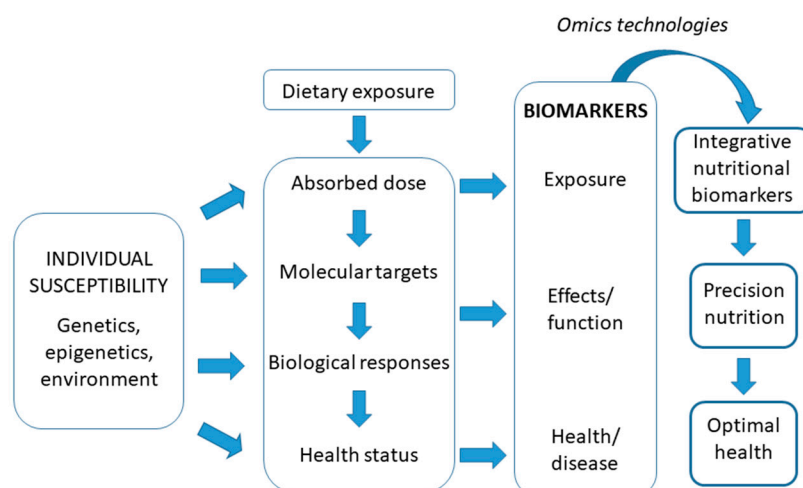 Omics technologies
Dietary exposure
BIOMARKERS
Integrative
nutritional
biomarkers
Absorbed dose
Exposure
INDIVIDUAL
SUSCEPTIBILITY
Genetics,
epigenetics,
environment
Molecular targets
Effects/
function
Precision
nutrition
Biological responses
Health status
Health/
disease
Optimal
health